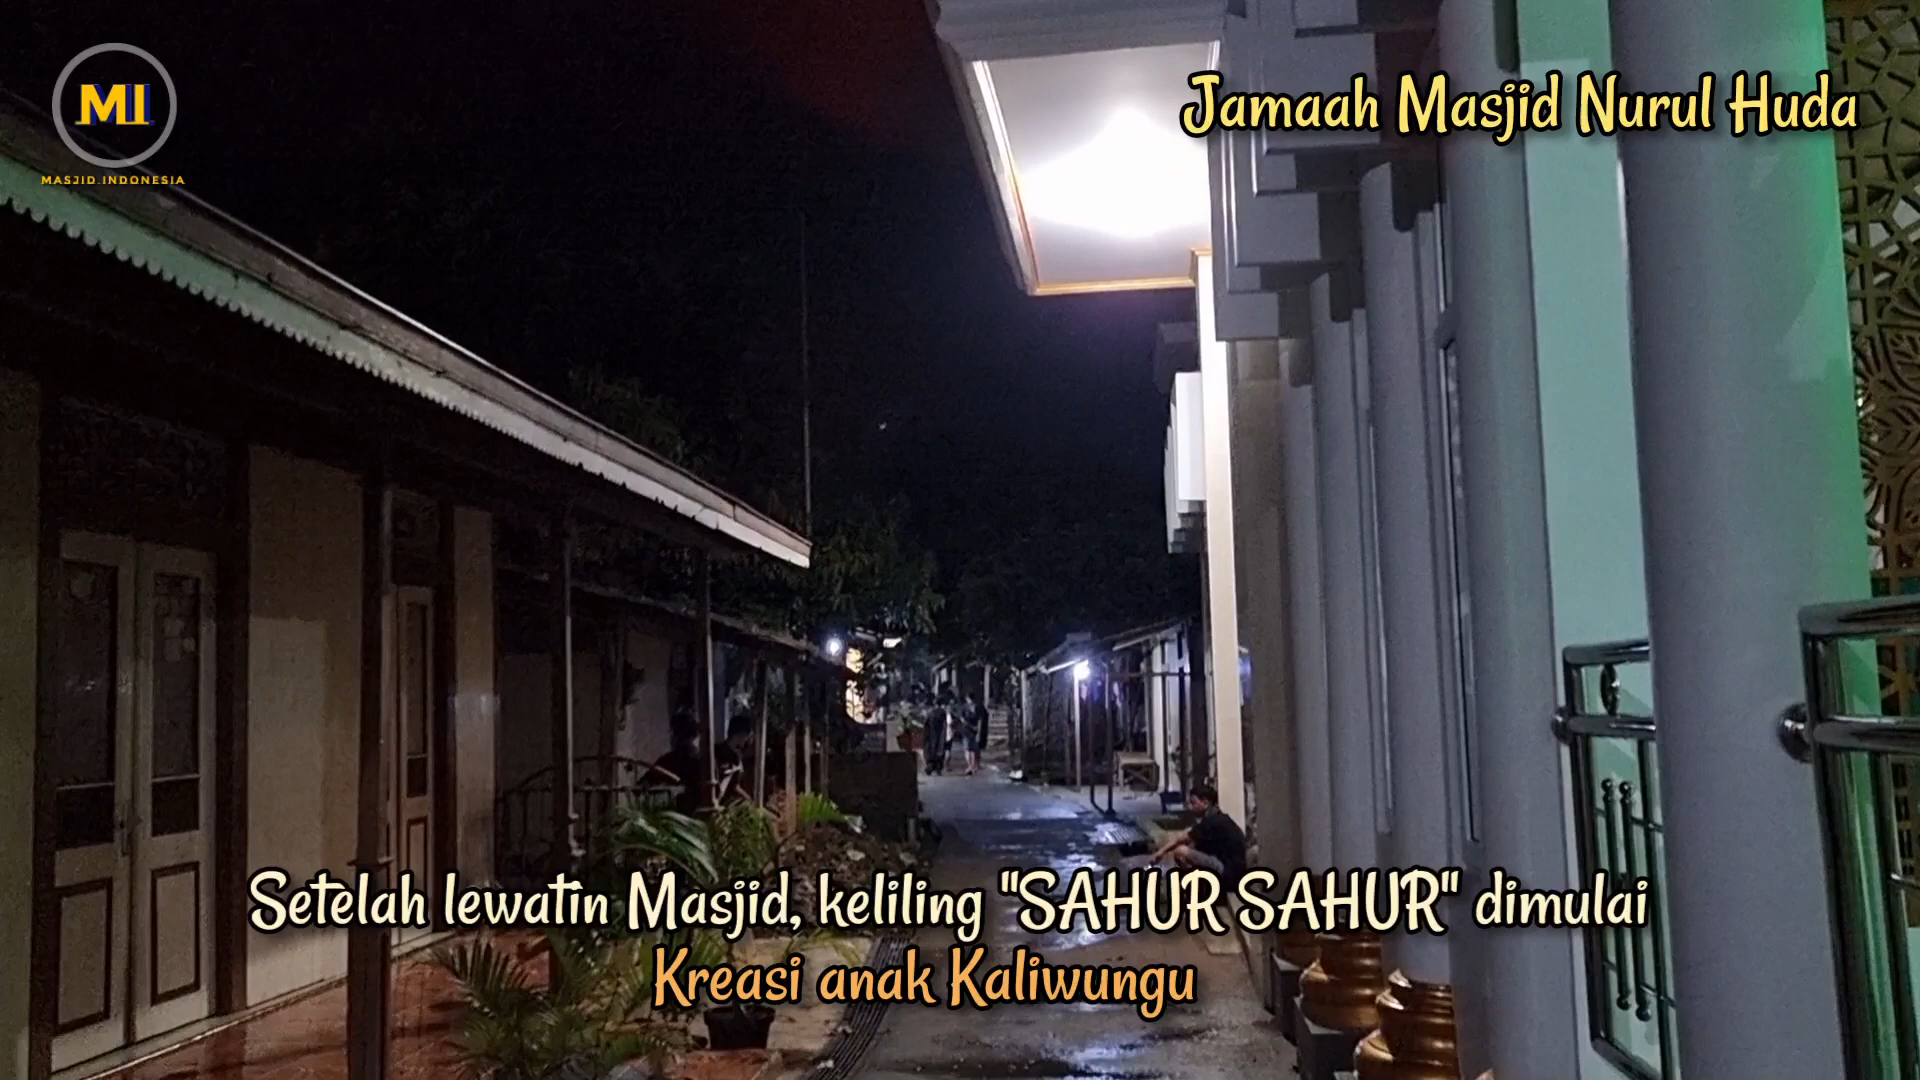 MI
MASJID.INDONESIA
Jamaah Masjid Nurul Huda
Setelah lewatin Masjid, keliling "SAHUR SAHUR" dimulai
Kreasi anak Kaliwungu